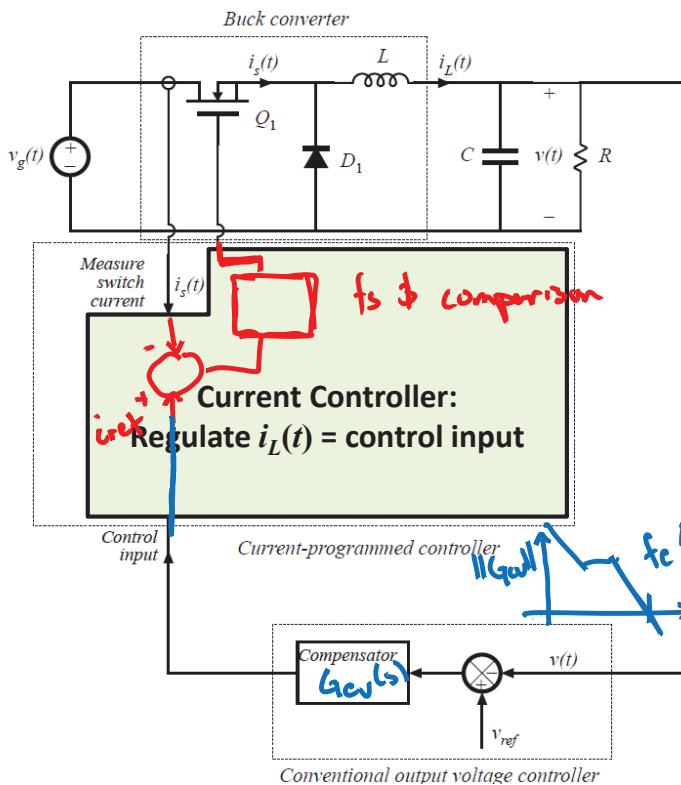 Buck converter
i_s(t)
L
i_L(t)
Q_1
v_g(t)
+
−
D_1
C
+
v(t)
−
R
Measure
switch
current
i_s(t)
fs & comparison
-
+
iref
Current Controller:
Regulate i_L(t) = control input
Control
input
Current-programmed controller
||Gcv||
fc
Compensator
Gcv(s)
−
+
v(t)
v_ref
Conventional output voltage controller